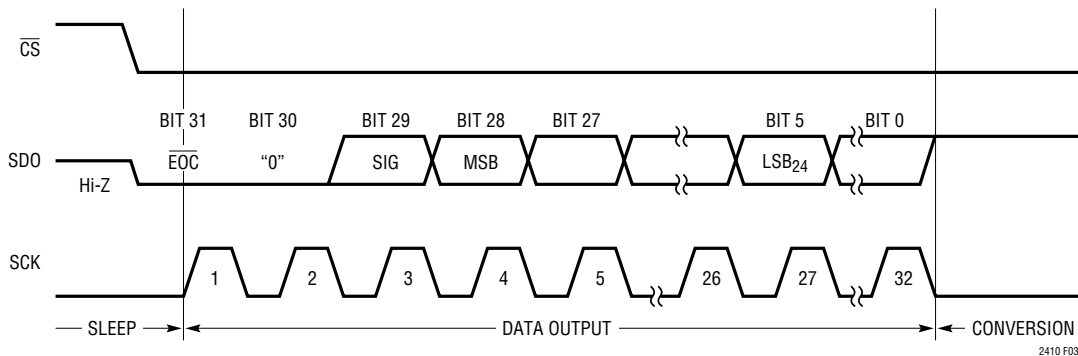 CS
BIT 31 BIT 30 BIT 29 BIT 28 BIT 27 BIT 5 BIT 0
SDO EOC “0” SIG MSB LSB24
Hi-Z
SCK 1 2 3 4 5 26 27 32
SLEEP DATA OUTPUT CONVERSION
2410 F03